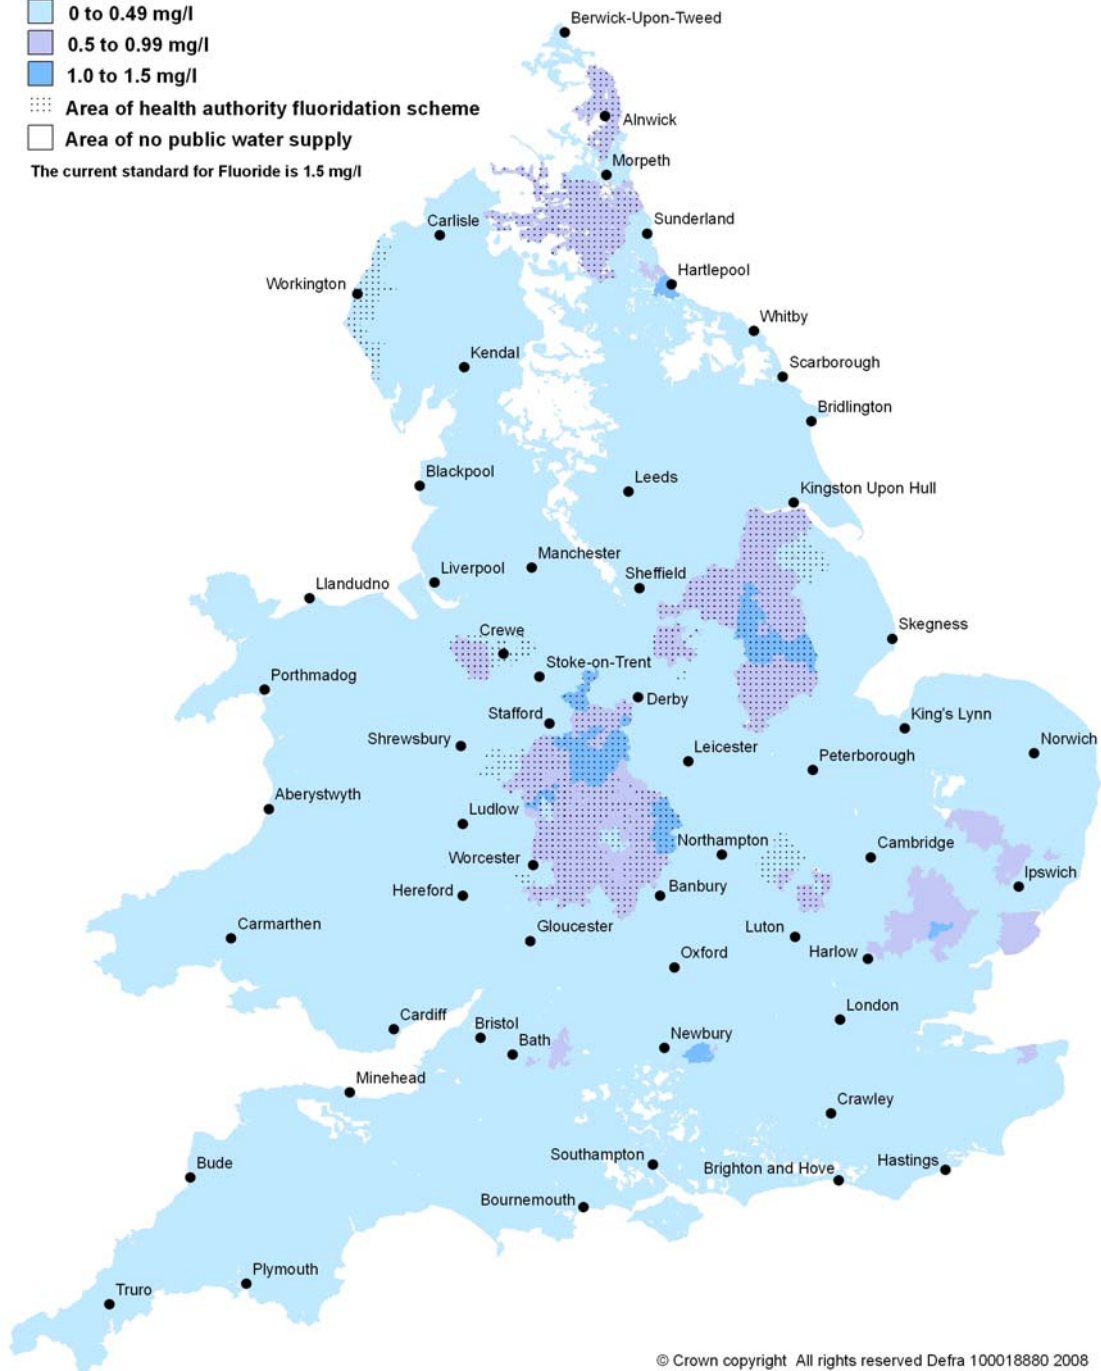 0 to 0.49 mg/l
0.5 to 0.99 mg/l
1.0 to 1.5 mg/l
Area of health authority fluoridation scheme
Area of no public water supply
The current standard for Fluoride is 1.5 mg/l
Berwick-Upon-Tweed
Alnwick
Morpeth
Carlisle
Sunderland
Hartlepool
Workington
Whitby
Kendal
Scarborough
Bridlington
Blackpool
Leeds
Kingston Upon Hull
Manchester
Liverpool
Sheffield
Llandudno
Skegness
Crewe
Stoke-on-Trent
Porthmadog
Derby
Stafford
King's Lynn
Shrewsbury
Norwich
Leicester
Peterborough
Aberystwyth
Ludlow
Northampton
Cambridge
Worcester
Ipswich
Hereford
Banbury
Carmarthen
Gloucester
Luton
Harlow
Oxford
London
Cardiff
Bristol
Bath
Newbury
Minehead
Crawley
Southampton
Brighton and Hove
Hastings
Bude
Bournemouth
Plymouth
Truro
© Crown copyright All rights reserved Defra 100018880 2008